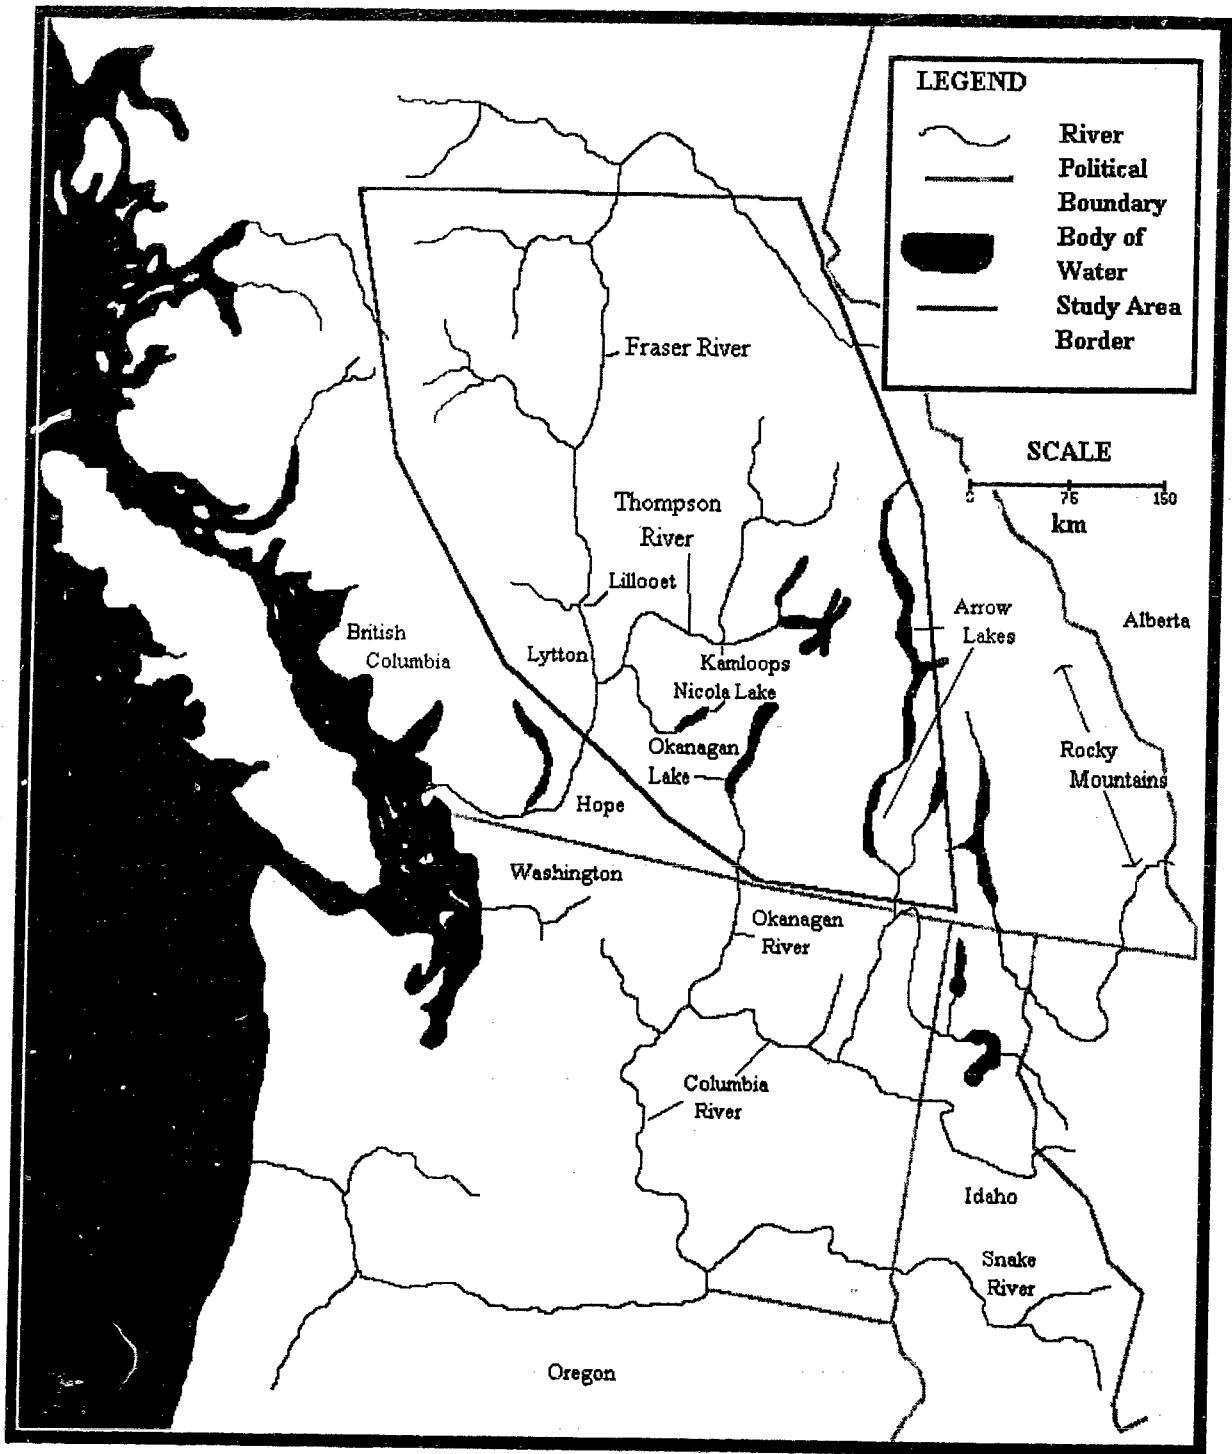 LEGEND
River
Political
Boundary
Body of
Water
Study Area
Border
Fraser River
SCALE
75
150
km
Thompson
River
Lillooet
Arrow
Lakes
Alberta
British
Columbia
Lytton
Kamloops
Nicola Lake
Okanagan
Lake
Rocky
Mountains
Hope
Washington
Okanagan
River
Columbia
River
Idaho
Snake
River
Oregon